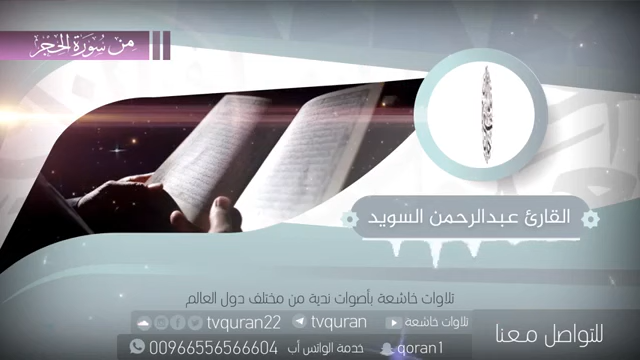 من سورة الحجر
القارئ عبدالرحمن السويد
تلاوات خاشعة بأصوات ندية من مختلف دول العالم
للتواصل معنا
تلاوات خاشعة tvquran tvquran22
qoran1 خدمة الواتس أب 00966556566604